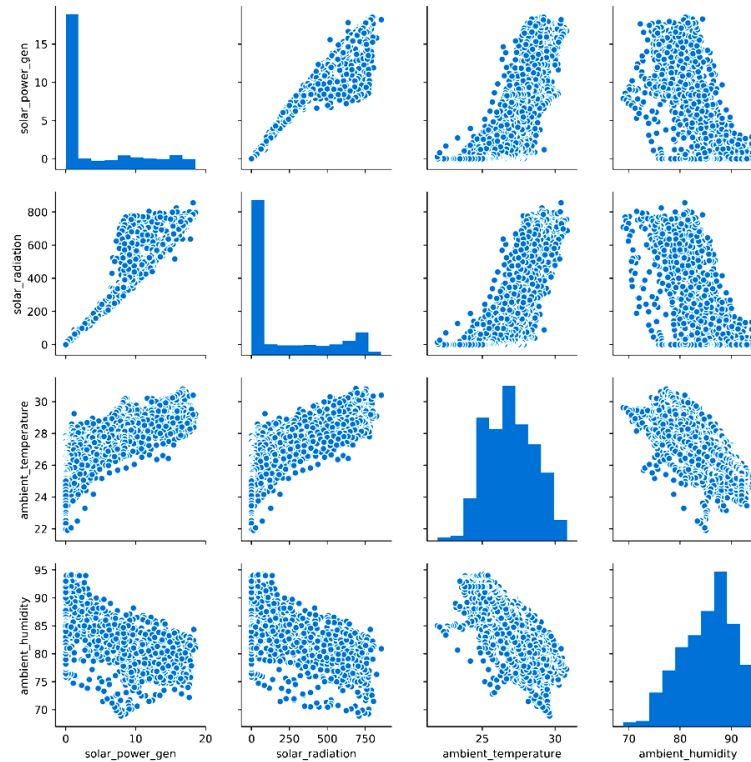 solar_power_gen
15
10
5
0
solar_radiation
800
600
400
200
0
ambient_temperature
30
28
26
24
22
ambient_humidity
95
90
85
80
75
70
0 10 20
0 250 500 750
25 30
70 80 90
solar_power_gen
solar_radiation
ambient_temperature
ambient_humidity